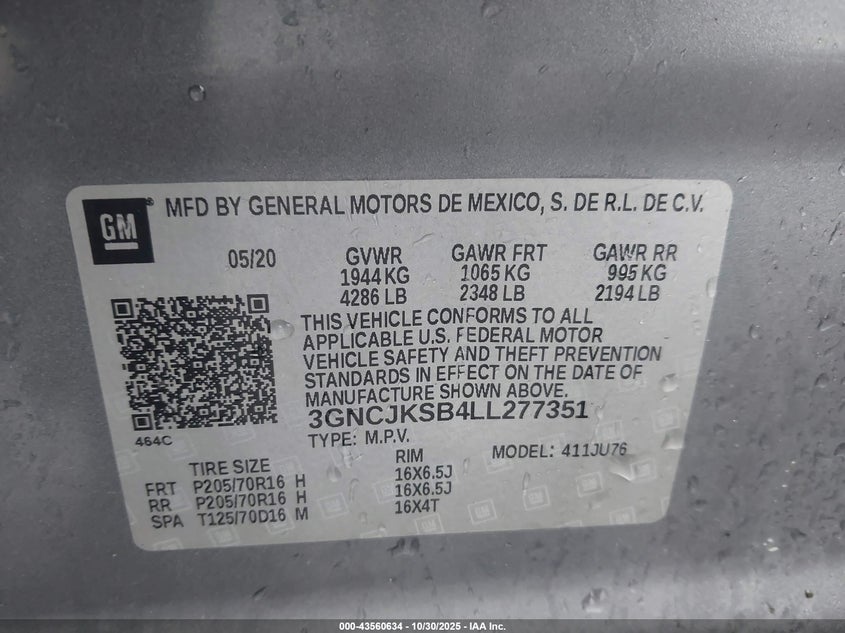 GM
MFD BY GENERAL MOTORS DE MEXICO, S. DE R.L. DE C.V.
05/20
GVWR GAWR FRT GAWR RR
1944 KG 1065 KG 995 KG
4286 LB 2348 LB 2194 LB
THIS VEHICLE CONFORMS TO ALL
APPLICABLE U.S. FEDERAL MOTOR
VEHICLE SAFETY AND THEFT PREVENTION
STANDARDS IN EFFECT ON THE DATE OF
MANUFACTURE SHOWN ABOVE.
3GNCJKSB4LL277351
464C
TYPE: M.P.V.
MODEL: 411JU76
TIRE SIZE RIM
FRT P205/70R16 H 16X6.5J
RR P205/70R16 H 16X6.5J
SPA T125/70D16 M 16X4T
000-43560634 - 10/30/2025 - IAA Inc.